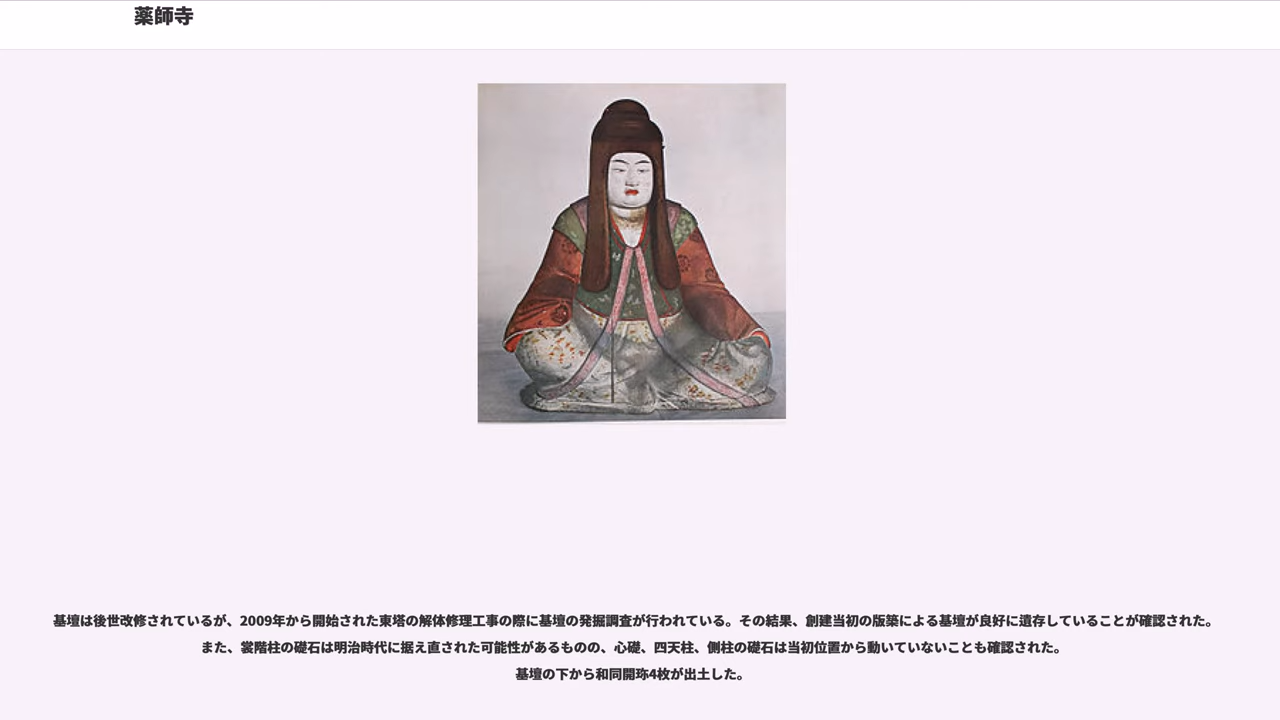 薬師寺
基壇は後世改修されているが、2009年から開始された東塔の解体修理工事の際に基壇の発掘調査が行われている。その結果、創建当初の版築による基壇が良好に遺存していることが確認された。
また、裳階柱の礎石は明治時代に据え直された可能性があるものの、心礎、四天柱、側柱の礎石は当初位置から動いていないことも確認された。
基壇の下から和同開珎4枚が出土した。